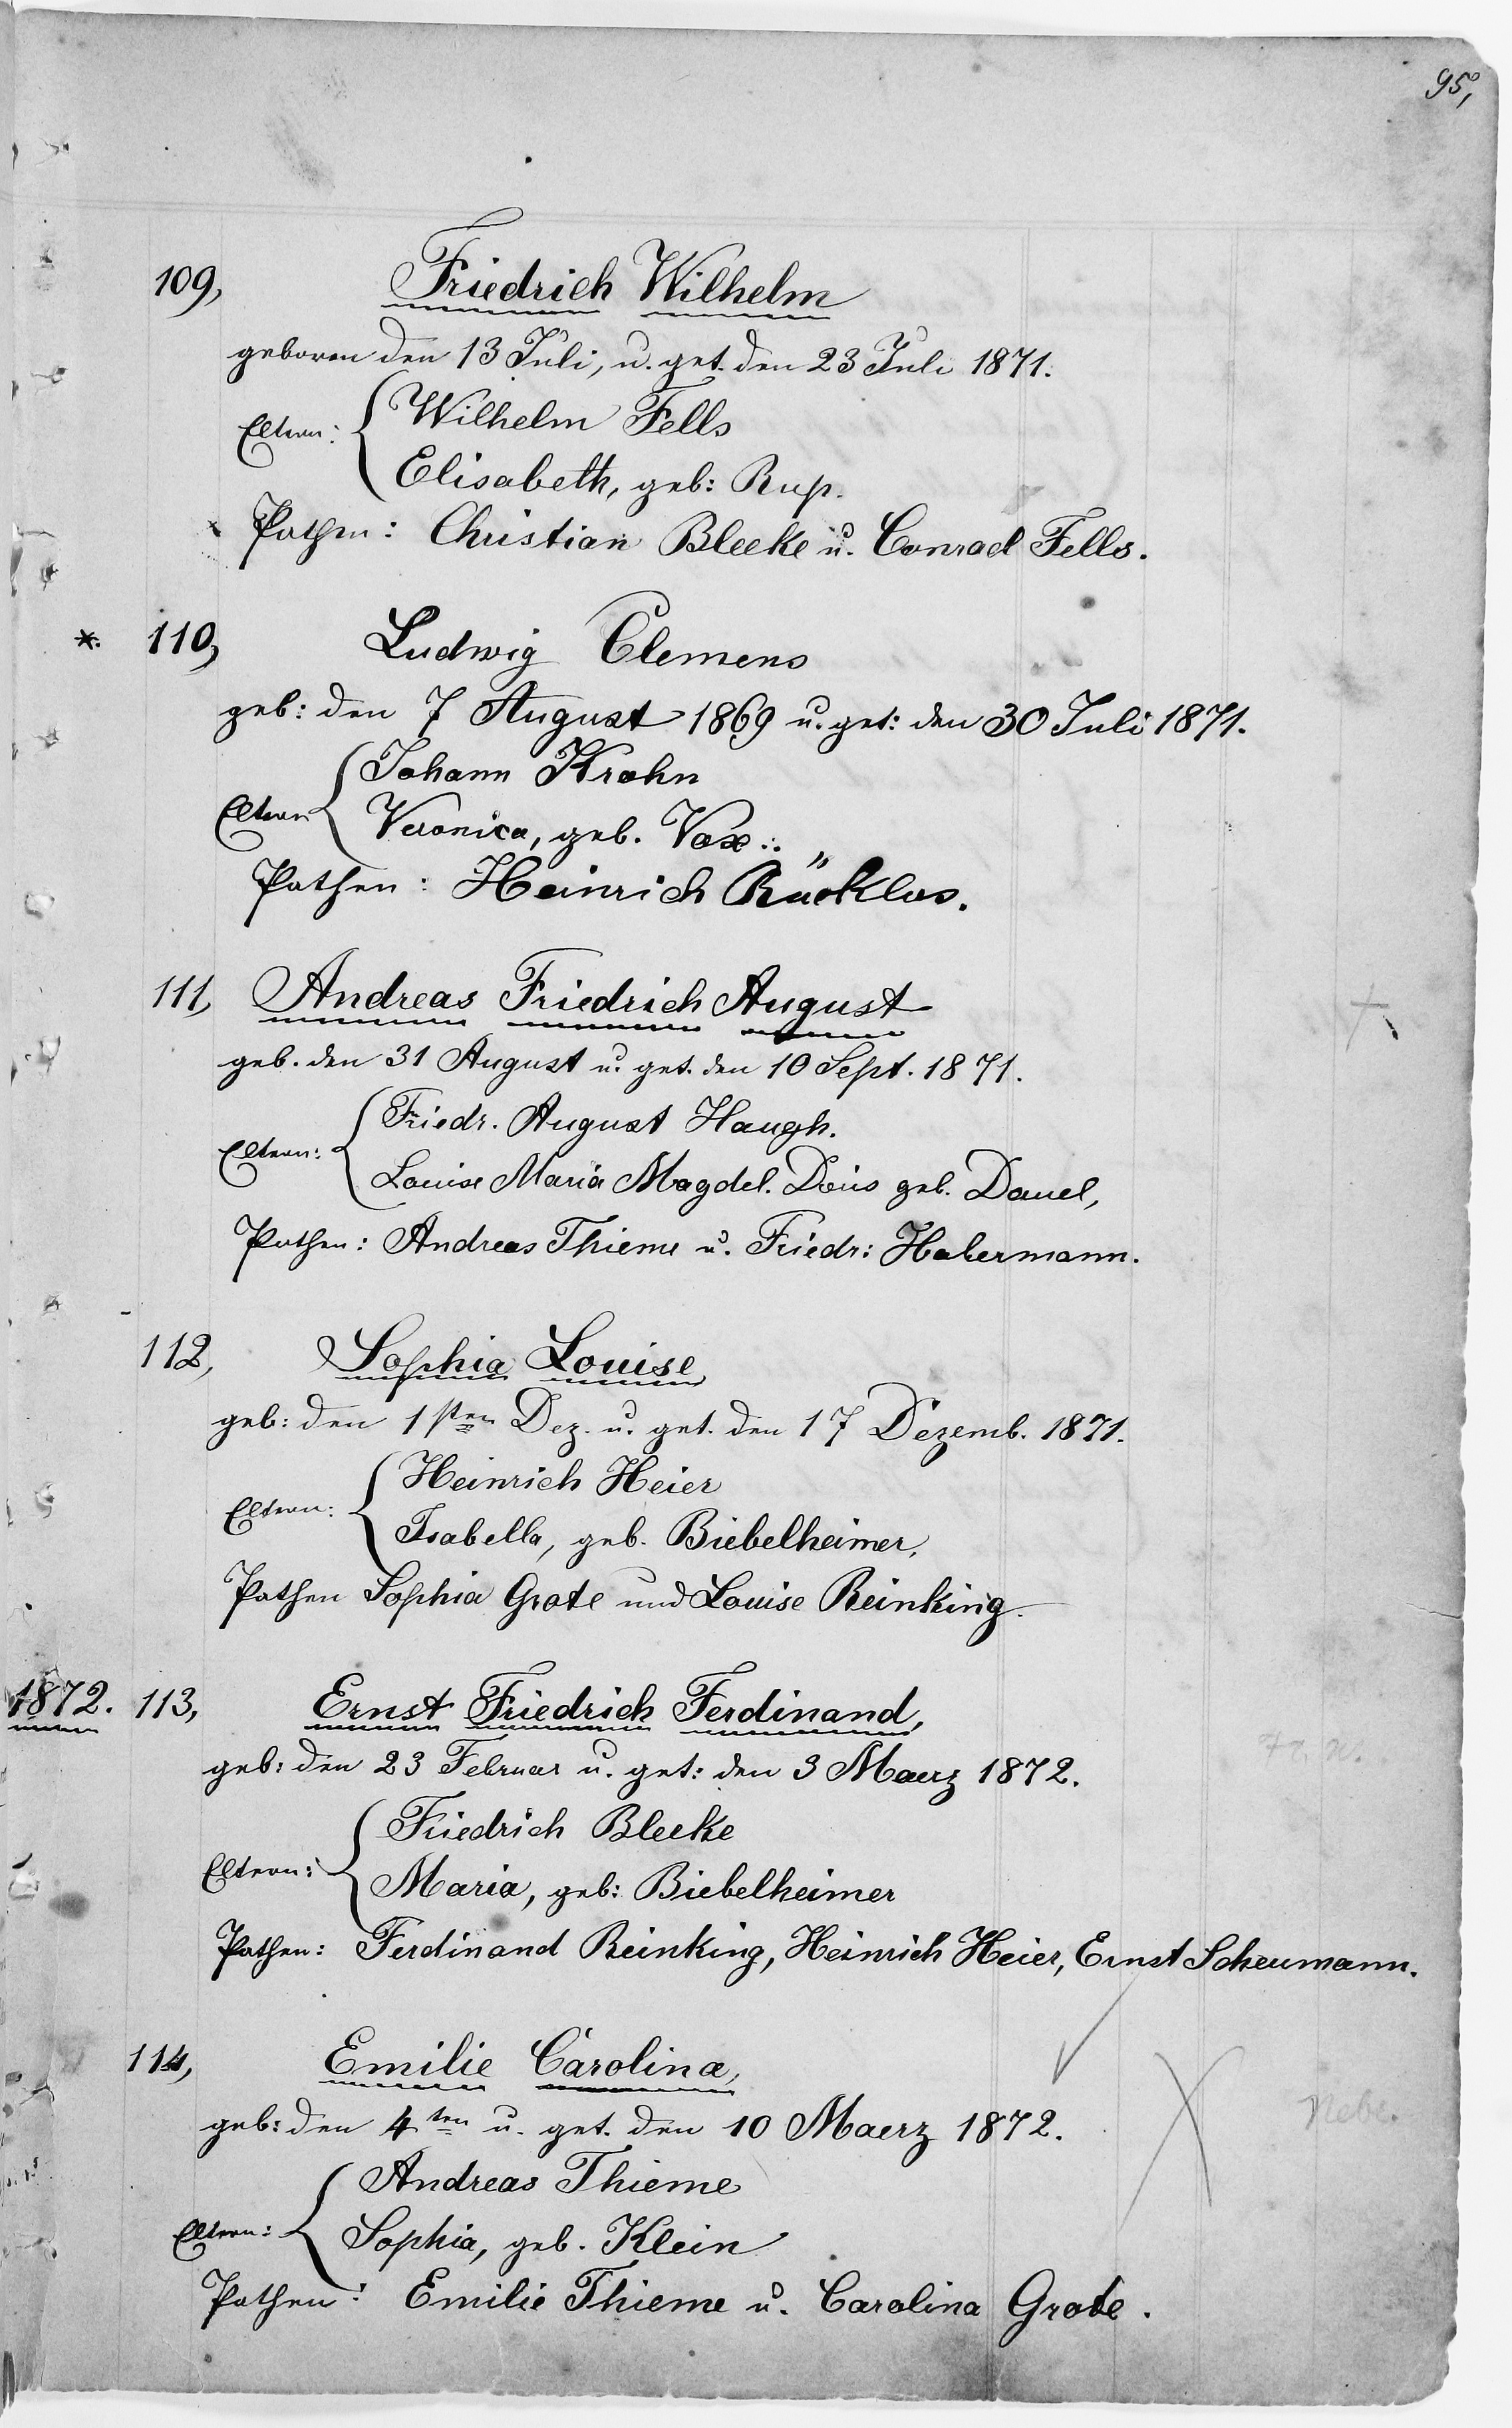 95,
109, Friedrich Wilhelm
geboren den 13 Juli, u. get. den 23 Juli 1871.
Eltern: Wilhelm Fells
Elisabeth, geb: Rup.
Pathen: Christian Bleeke u. Conrad Fells.
*. 110, Ludwig Clemens
geb: den 7 August 1869 u. get: den 30 Juli 1871.
Eltern Johann Krohn
Veronica, geb. Vox
Pathen: Heinrich Rücklos.
111, Andreas Friedrich August
geb. den 31 August u. get. den 10 Sept. 1871.
Eltern: Friedr. August Haugh.
Louise Maria Magdel. Doris geb. Dauel,
Pathen: Andreas Thieme u. Friedr: Habermann.
112, Sophia Louise
geb: den 1sten Dez. u. get. den 17 Dezemb. 1871.
Eltern: Heinrich Heier
Isabella, geb. Biebelheimer.
Pathen Sophia Grote und Louise Reinking.
1872. 113, Ernst Friedrich Ferdinand,
geb: den 23 Februar u. get: den 3 Maerz 1872.
Eltern: Friedrich Bleeke
Maria, geb: Biebelheimer
Pathen: Ferdinand Reinking, Heinrich Heier, Ernst Scheumann.
114, Emilie Carolina,
geb: den 4ten u. get. den 10 Maerz 1872.
Nebr.
Eltern: Andreas Thieme
Sophia, geb. Klein
Pathen: Emilie Thieme u. Carolina Grote.